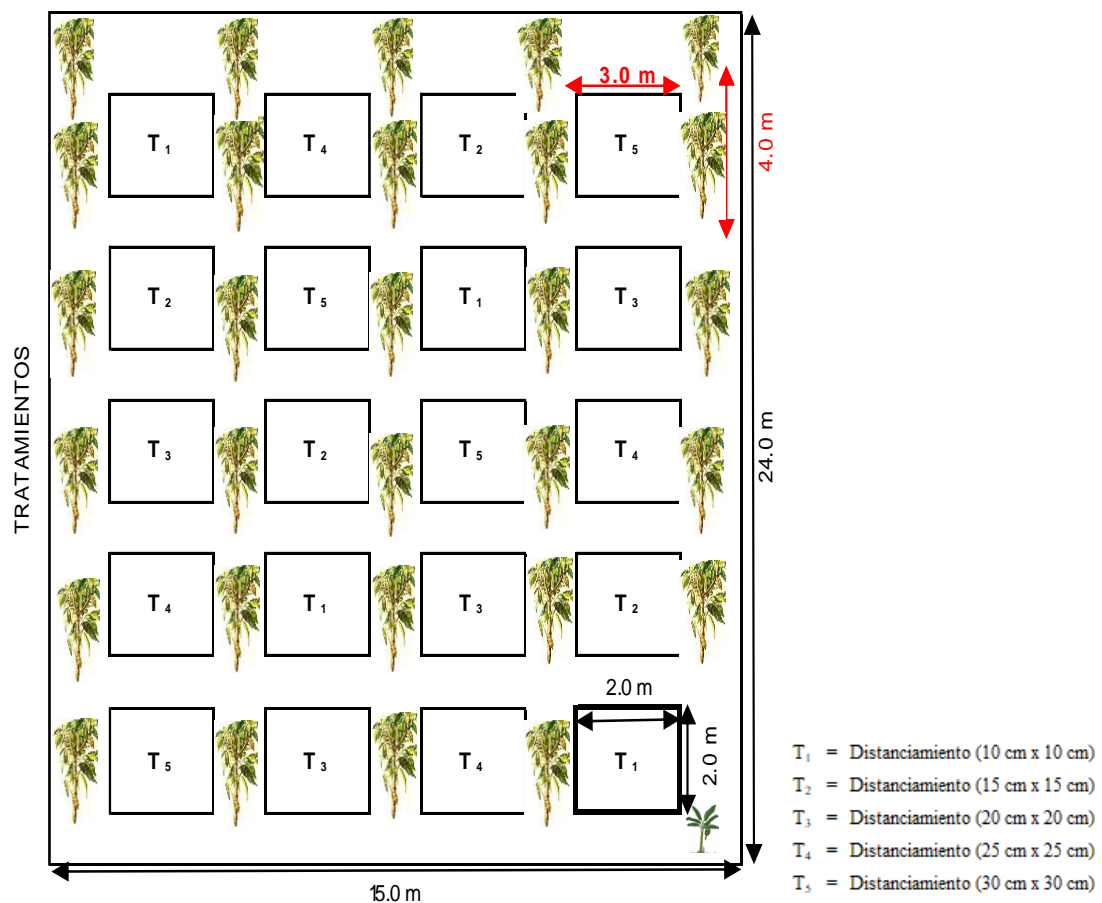 3.0 m
T1 T4 T2 T5
4.0 m
T2 T5 T1 T3
TRATAMIENTOS
T3 T2 T5 T4
24.0 m
T4 T1 T3 T2
2.0 m
T5 T3 T4 T1
2.0 m
15.0 m
T1 = Distanciamiento (10 cm x 10 cm)
T2 = Distanciamiento (15 cm x 15 cm)
T3 = Distanciamiento (20 cm x 20 cm)
T4 = Distanciamiento (25 cm x 25 cm)
T5 = Distanciamiento (30 cm x 30 cm)